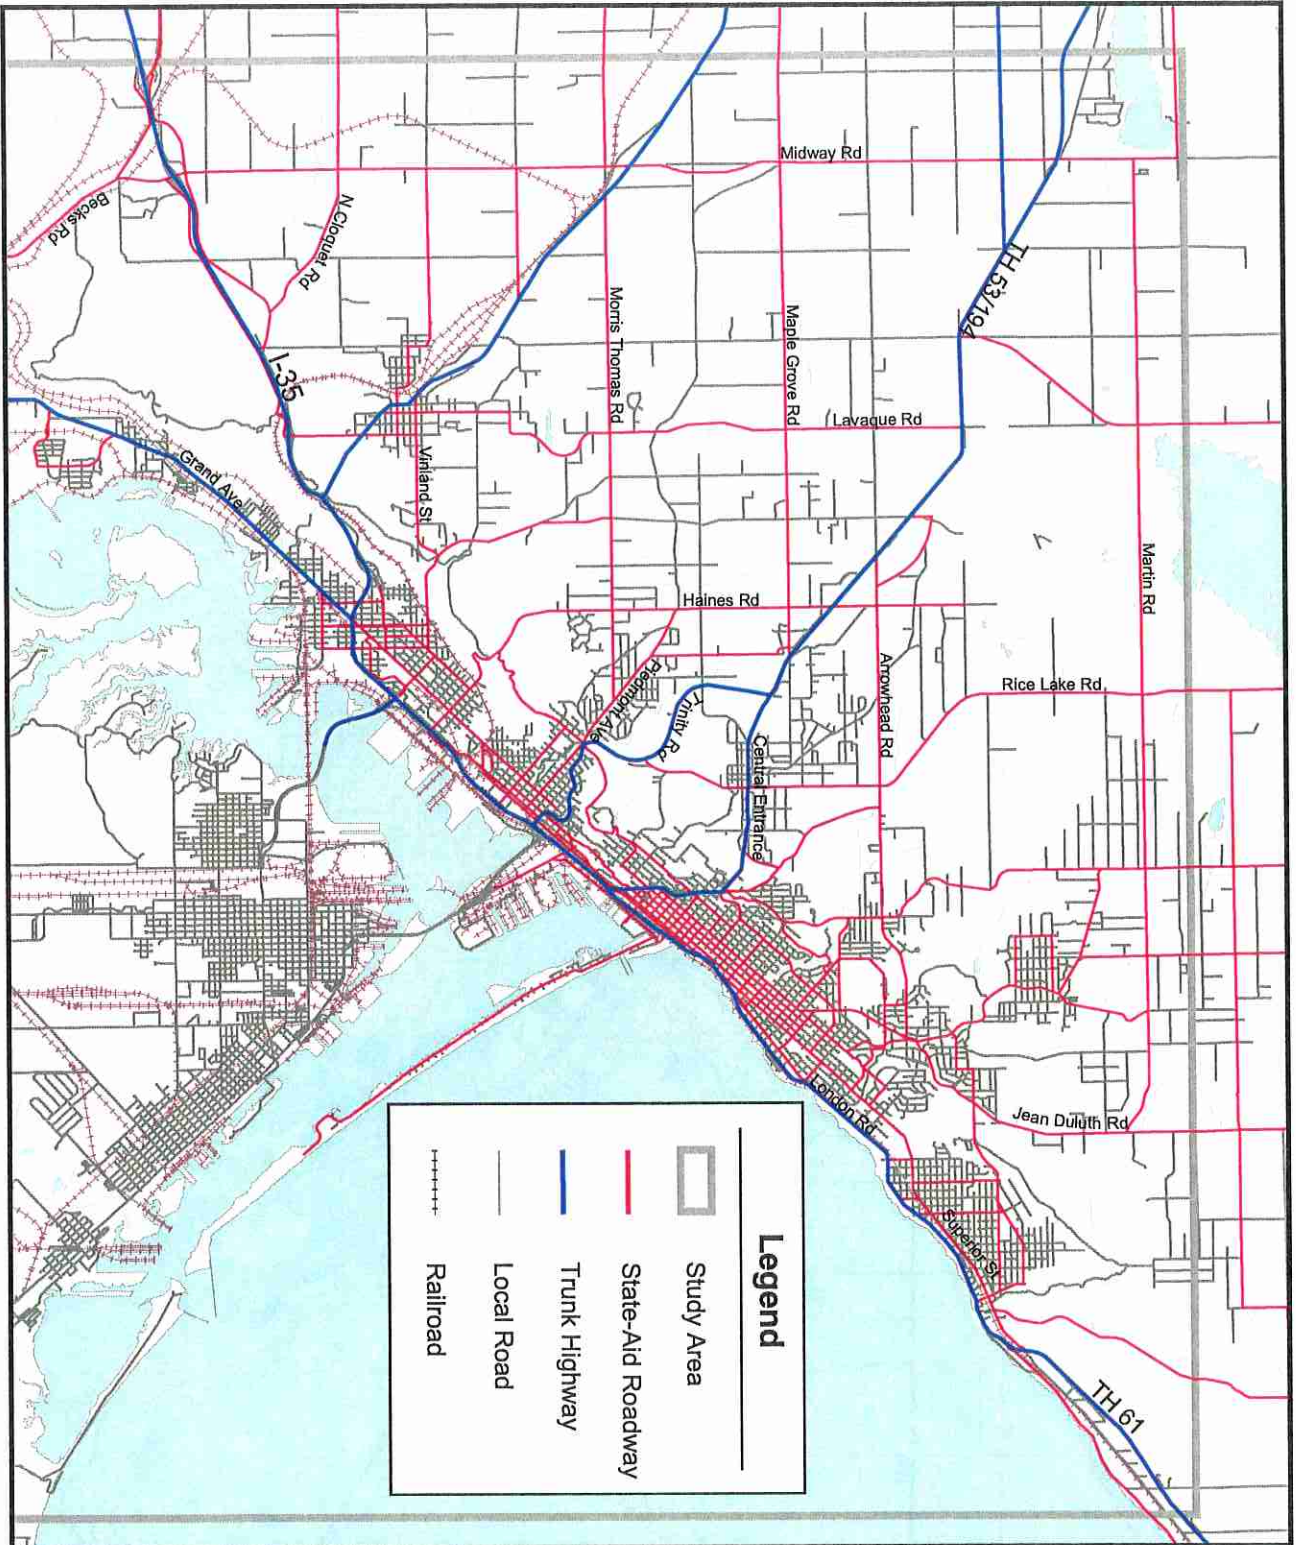 Midway Rd
Becks Rd
N Cloquet Rd
TH 53/194
I-35
Morris Thomas Rd
Maple Grove Rd
Lavaque Rd
Grand Ave
Vinland St
Martin Rd
Haines Rd
Piedmont Ave
Trinity Rd
Central Entrance
Arrowhead Rd
Rice Lake Rd
London Rd
Jean Duluth Rd
Superior St
TH 61
Legend
Study Area
State-Aid Roadway
Trunk Highway
Local Road
Railroad